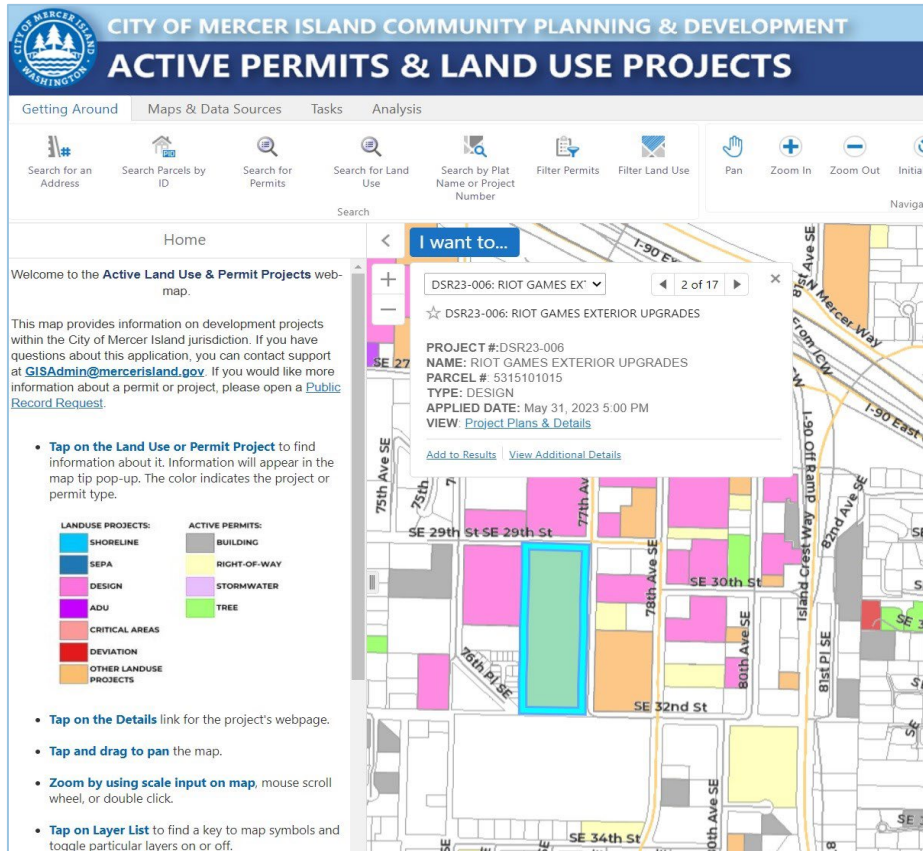 CITY OF MERCER ISLAND
WASHINGTON
CITY OF MERCER ISLAND COMMUNITY PLANNING & DEVELOPMENT
ACTIVE PERMITS & LAND USE PROJECTS
Getting Around
Maps & Data Sources
Tasks
Analysis
Search for an Address
Search Parcels by ID
Search for Permits
Search for Land Use
Search by Plat Name or Project Number
Filter Permits
Filter Land Use
Pan
Zoom In
Zoom Out
Initia
Search
Naviga
Home
Welcome to the Active Land Use & Permit Projects web-
map.
This map provides information on development projects
within the City of Mercer Island jurisdiction. If you have
questions about this application, you can contact support
at GISAdmin@mercerisland.gov. If you would like more
information about a permit or project, please open a Public
Record Request.
• Tap on the Land Use or Permit Project to find
information about it. Information will appear in the
map tip pop-up. The color indicates the project or
permit type.
LANDUSE PROJECTS:
SHORELINE
SEPA
DESIGN
ADU
CRITICAL AREAS
DEVIATION
OTHER LANDUSE
PROJECTS
ACTIVE PERMITS:
BUILDING
RIGHT-OF-WAY
STORMWATER
TREE
• Tap on the Details link for the project's webpage.
• Tap and drag to pan the map.
• Zoom by using scale input on map, mouse scroll
wheel, or double click.
• Tap on Layer List to find a key to map symbols and
toggle particular layers on or off.
I want to...
DSR23-006: RIOT GAMES EX
2 of 17
DSR23-006: RIOT GAMES EXTERIOR UPGRADES
PROJECT #:DSR23-006
NAME: RIOT GAMES EXTERIOR UPGRADES
PARCEL #: 5315101015
TYPE: DESIGN
APPLIED DATE: May 31, 2023 5:00 PM
VIEW: Project Plans & Details
Add to Results
View Additional Details
81st Ave SE
N Mercer Way
From ICW
I-90 East
I-90 Off Ramp
Island Crest Way
82nd Ave SE
SE 27
75th Ave SE
75th
77th Av
SE 29th St
SE 29th St
78th Ave SE
SE 30th St
76th Pl SE
80th Ave SE
81st Pl SE
SE 32nd St
SE 34th St
0th Ave SE